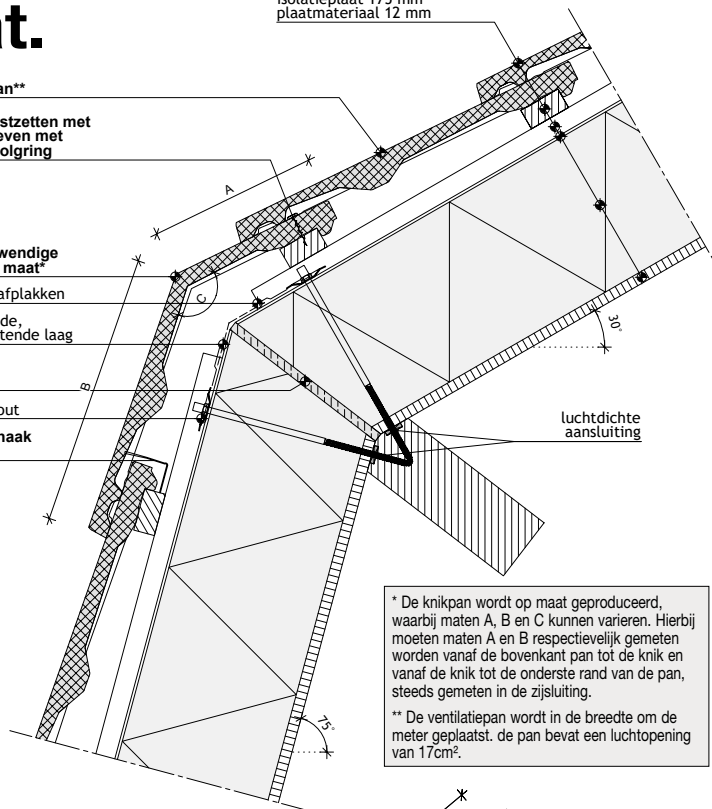 at.
isolatieplaat 175 mm
plaatmateriaal 12 mm
an**
stzetten met
even met
olgring
A
wendige
maat*
afplakken
C
de,
tende laag
B
30°
out
luchtdichte
aansluiting
naak
75°
* De knikpan wordt op maat geproduceerd,
waarbij maten A, B en C kunnen varieren. Hierbij
moeten maten A en B respectievelijk gemeten
worden vanaf de bovenkant pan tot de knik en
vanaf de knik tot de onderste rand van de pan,
steeds gemeten in de zijsluiting.
** De ventilatiepan wordt in de breedte om de
meter geplaatst. de pan bevat een luchtopening
van 17cm².